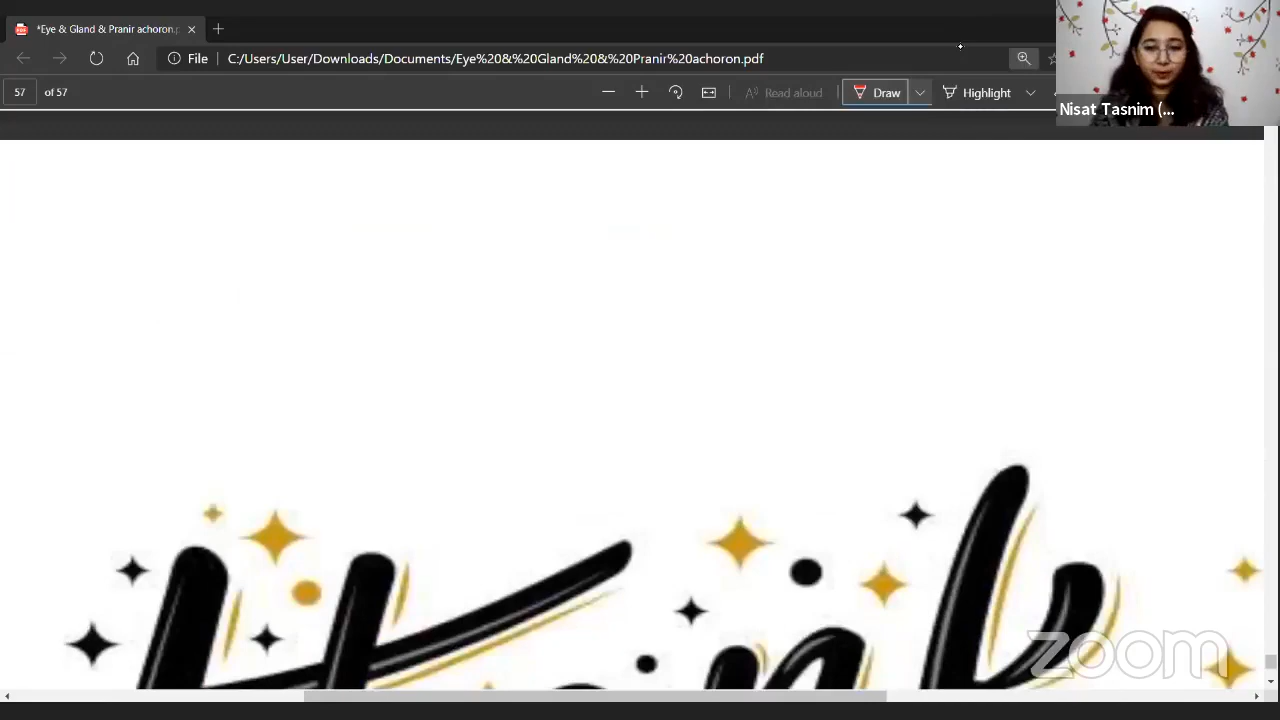 *Eye & Gland & Pranir achoron.p
File C:/Users/User/Downloads/Documents/Eye%20&%20Gland%20&%20Pranir%20achoron.pdf
57 of 57 Read aloud Draw Highlight
Nisat Tasnim (...
Thank
zoom